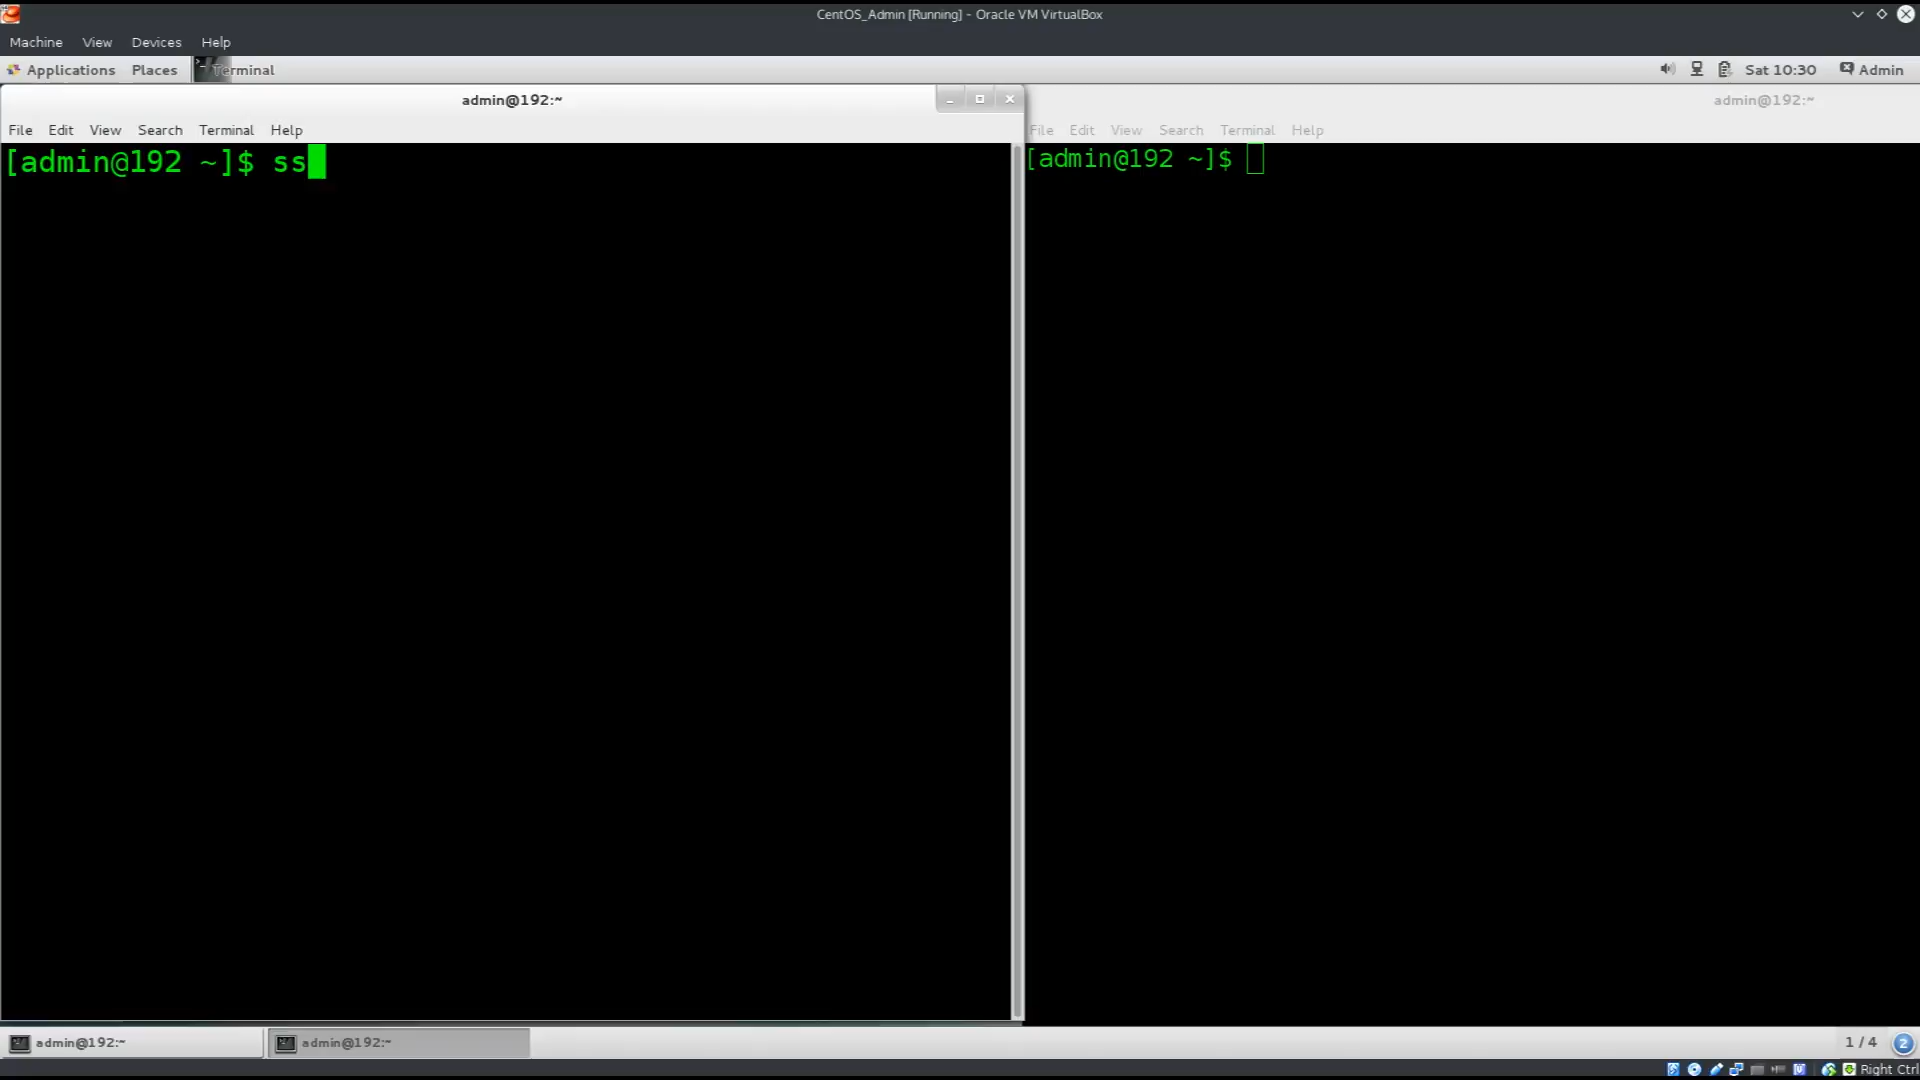 CentOS_Admin [Running] - Oracle VM VirtualBox
Machine View Devices Help
Applications Places Terminal Sat 10:30 Admin
admin@192:~
File Edit View Search Terminal Help
[admin@192 ~]$ ss
admin@192:~
File Edit View Search Terminal Help
[admin@192 ~]$
admin@192:~ admin@192:~ 1 / 4 2
Right Ctrl